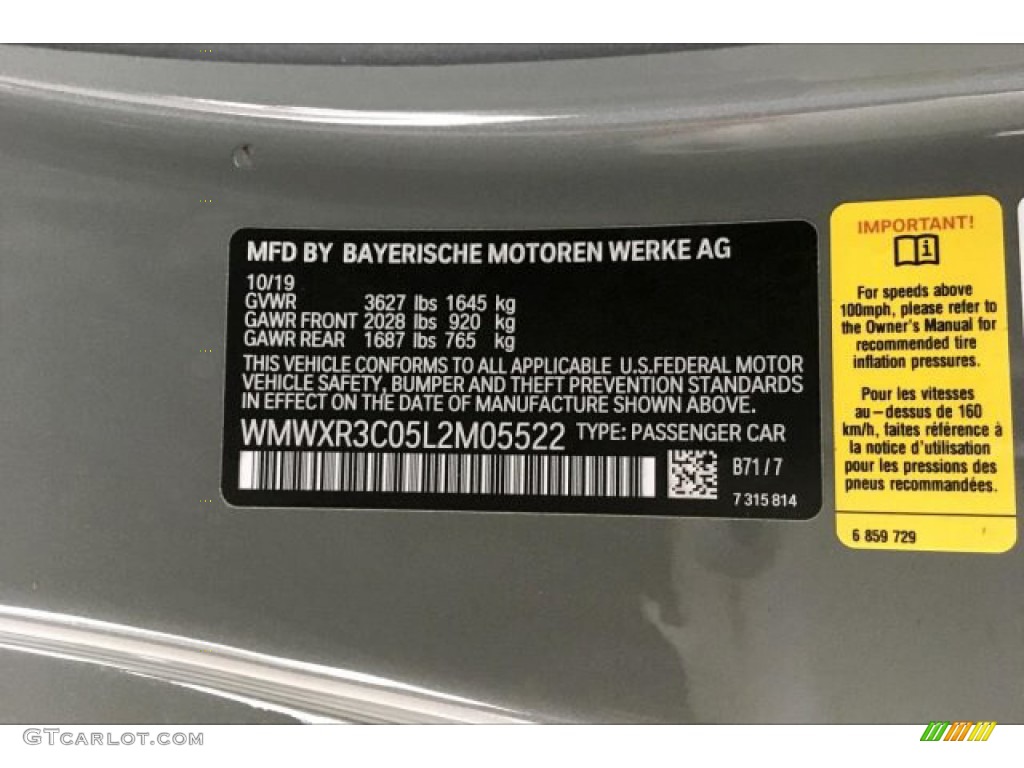 MFD BY BAYERISCHE MOTOREN WERKE AG
10/19
GVWR 3627 lbs 1645 kg
GAWR FRONT 2028 lbs 920 kg
GAWR REAR 1687 lbs 765 kg
THIS VEHICLE CONFORMS TO ALL APPLICABLE U.S.FEDERAL MOTOR
VEHICLE SAFETY, BUMPER AND THEFT PREVENTION STANDARDS
IN EFFECT ON THE DATE OF MANUFACTURE SHOWN ABOVE.
WMWXR3C05L2M05522 TYPE: PASSENGER CAR
B71/7
7 315 814
IMPORTANT!
For speeds above
100mph, please refer to
the Owner's Manual for
recommended tire
inflation pressures.
Pour les vitesses
au-dessus de 160
km/h, faites référence à
la notice d'utilisation
pour les pressions des
pneus recommandées.
6 859 729
GTCarLot.com